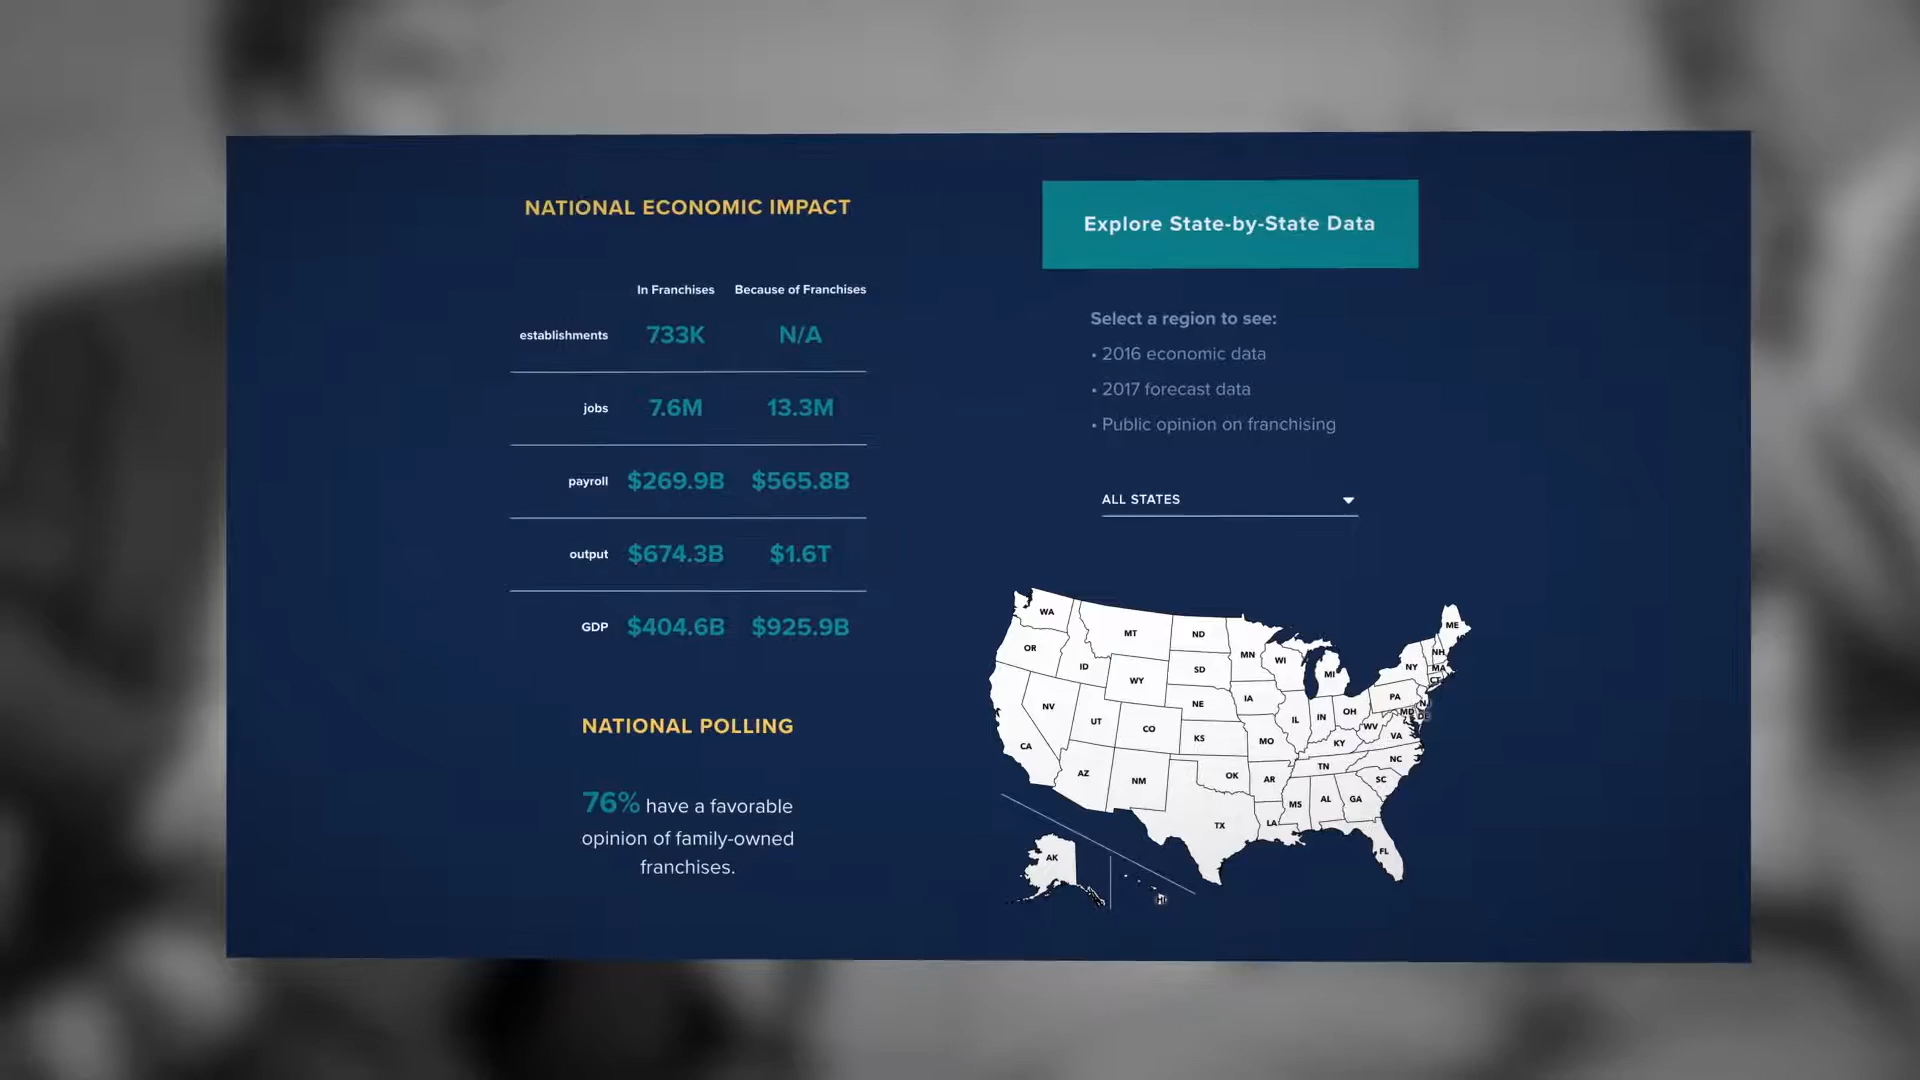 NATIONAL ECONOMIC IMPACT
In Franchises Because of Franchises
establishments 733K N/A
jobs 7.6M 13.3M
payroll $269.9B $565.8B
output $674.3B $1.6T
GDP $404.6B $925.9B
NATIONAL POLLING
76% have a favorable
opinion of family-owned
franchises.
Explore State-by-State Data
Select a region to see:
• 2016 economic data
• 2017 forecast data
• Public opinion on franchising
ALL STATES
WA
MT
ND
ME
OR
ID
MN
WI
NH
SD
NY
MA
WY
MI
CT
NE
IA
PA
NV
UT
CO
IL
IN
OH
MD
DE
WV
VA
KS
MO
KY
CA
NC
TN
AZ
NM
OK
AR
SC
MS
AL
GA
TX
LA
FL
AK
HI